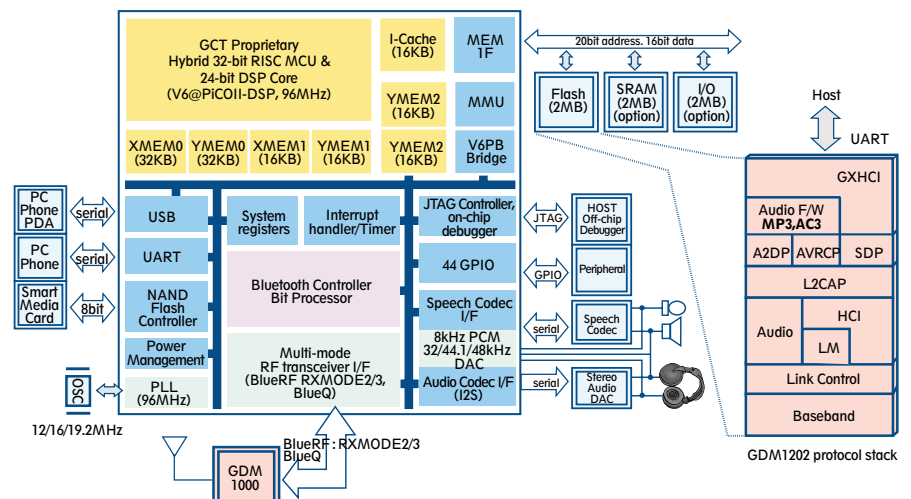 GCT Proprietary
Hybrid 32-bit RISC MCU &
24-bit DSP Core
(V6@PiCOII-DSP, 96MHz)
I-Cache
(16KB)
MEM
1F
20bit address. 16bit data
Flash
(2MB)
SRAM
(2MB)
(option)
I/O
(2MB)
(option)
YMEM2
(16KB)
MMU
XMEM0
(32KB)
YMEM0
(32KB)
XMEM1
(16KB)
YMEM1
(16KB)
YMEM2
(16KB)
V6PB
Bridge
PC
Phone
PDA
serial
USB
System
registers
Interrupt
handler/Timer
JTAG Controller,
on-chip
debugger
JTAG
HOST
Off-chip
Debugger
PC
Phone
serial
UART
Bluetooth Controller
Bit Processor
44 GPIO
GPIO
Peripheral
Smart
Media
Card
8bit
NAND
Flash
Controller
Speech Codec
I/F
serial
Speech
Codec
Power
Management
Multi-mode
RF transceiver I/F
(BlueRF RXMODE2/3,
BlueQ)
8kHz PCM
32/44.1/48kHz
DAC
OSC
PLL
(96MHz)
Audio Codec I/F
(I2S)
serial
Stereo
Audio
DAC
12/16/19.2MHz
BlueRF:RXMODE2/3
BlueQ
GDM
1000
Host
UART
GXHCI
Audio F/W
MP3,AC3
A2DP
AVRCP
SDP
L2CAP
Audio
HCI
LM
Link Control
Baseband
GDM1202 protocol stack